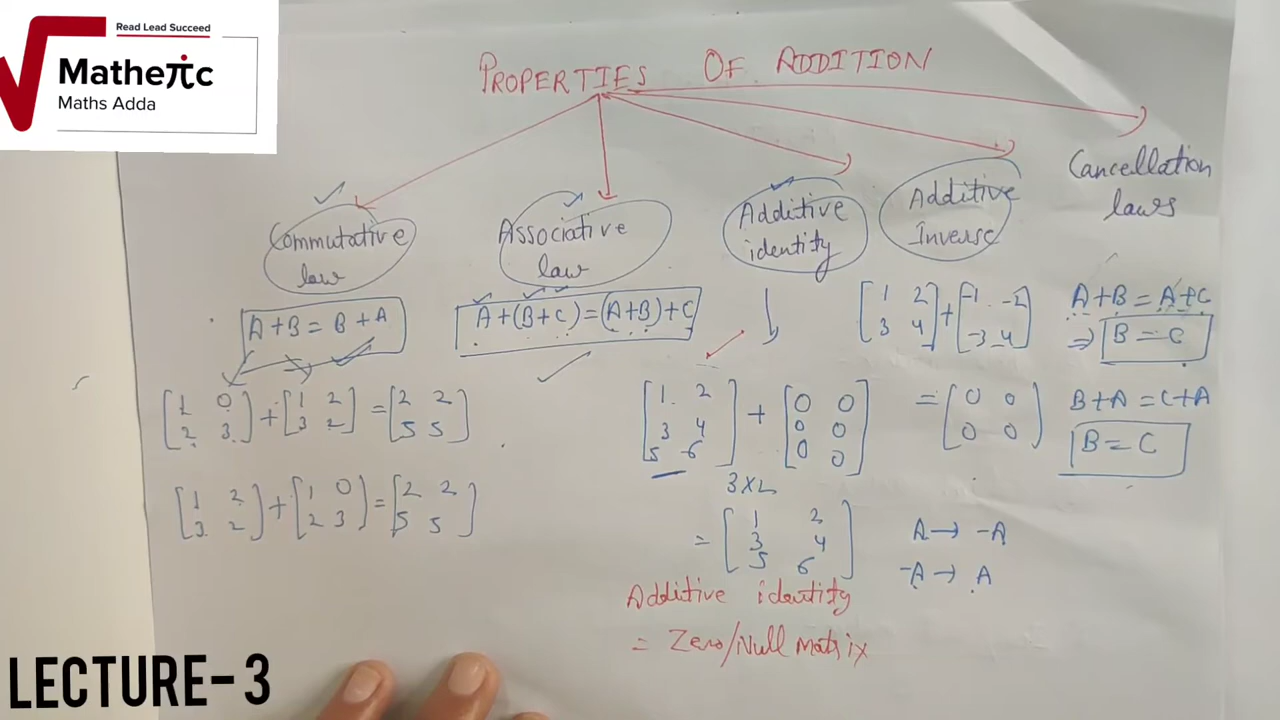 Read Lead Succeed
Matheπc
Maths Adda
PROPERTIES OF ADDITION
Commutative
law
A+B = B+A
[1 0
2 3] + [1 2
3 2] = [2 2
5 5]
[1 2
3 2] + [1 0
2 3] = [2 2
5 5]
Associative
law
A+(B+C) = (A+B)+C
Additive
identity
[1 2
3 4
5 6] + [0 0
0 0
0 0]
3x2
= [1 2
3 4
5 6]
Additive identity
= Zero/Null matrix
Additive
Inverse
[1 2
3 4] + [-1 -2
-3 -4]
= [0 0
0 0]
A → -A
-A → A
Cancellation
laws
A+B = A+C
⇒ B = C
B+A = C+A
B = C
LECTURE-3